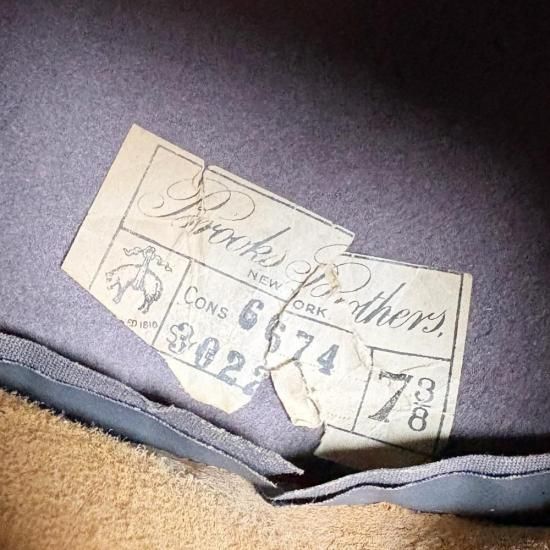 Brooks Brothers,
NEW YORK
CONS 6674
ED 1818
3022
7 3/8